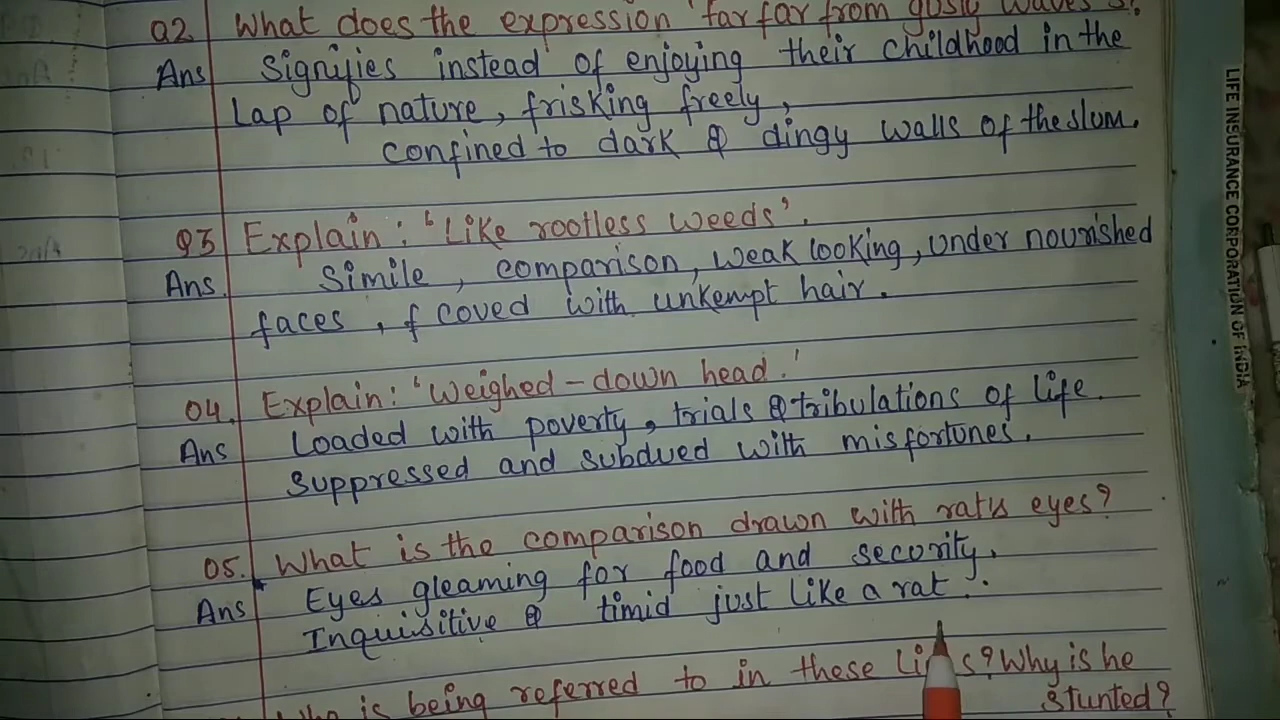 Q2. What does the expression 'far far from gusty waves'?
Ans Signifies instead of enjoying their childhood in the
Lap of nature, frisking freely,
confined to dark & dingy walls of the slum.
Q3 Explain: 'Like rootless weeds'.
Ans. Simile, comparison, weak looking, under nourished
faces, f coved with unkempt hair.
Q4. Explain: 'Weighed-down head.'
Ans Loaded with poverty, trials & tribulations of life.
Suppressed and subdued with misfortunes.
Q5. What is the comparison drawn with rat's eyes?
Ans Eyes gleaming for food and security.
Inquisitive & timid just like a rat.
is being referred to in these Li s? Why is he
stunted?
LIFE INSURANCE CORPORATION OF INDIA